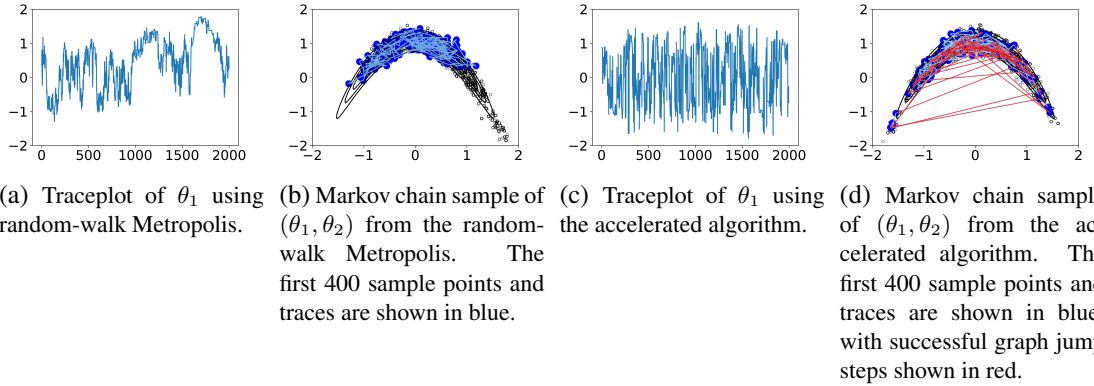 2
1
0
−1
−2
0
500
1000
1500
2000
2
1
0
−1
−2
−2
−1
0
1
2
2
1
0
−1
−2
0
500
1000
1500
2000
2
1
0
−1
−2
−2
−1
0
1
2
(a) Traceplot of θ₁ using
random-walk Metropolis.
(b) Markov chain sample of
(θ₁, θ₂) from the random-
walk Metropolis. The
first 400 sample points and
traces are shown in blue.
(c) Traceplot of θ₁ using
the accelerated algorithm.
(d) Markov chain sampl
of (θ₁, θ₂) from the ac
celerated algorithm. Th
first 400 sample points an
traces are shown in blue
with successful graph jum
steps shown in red.